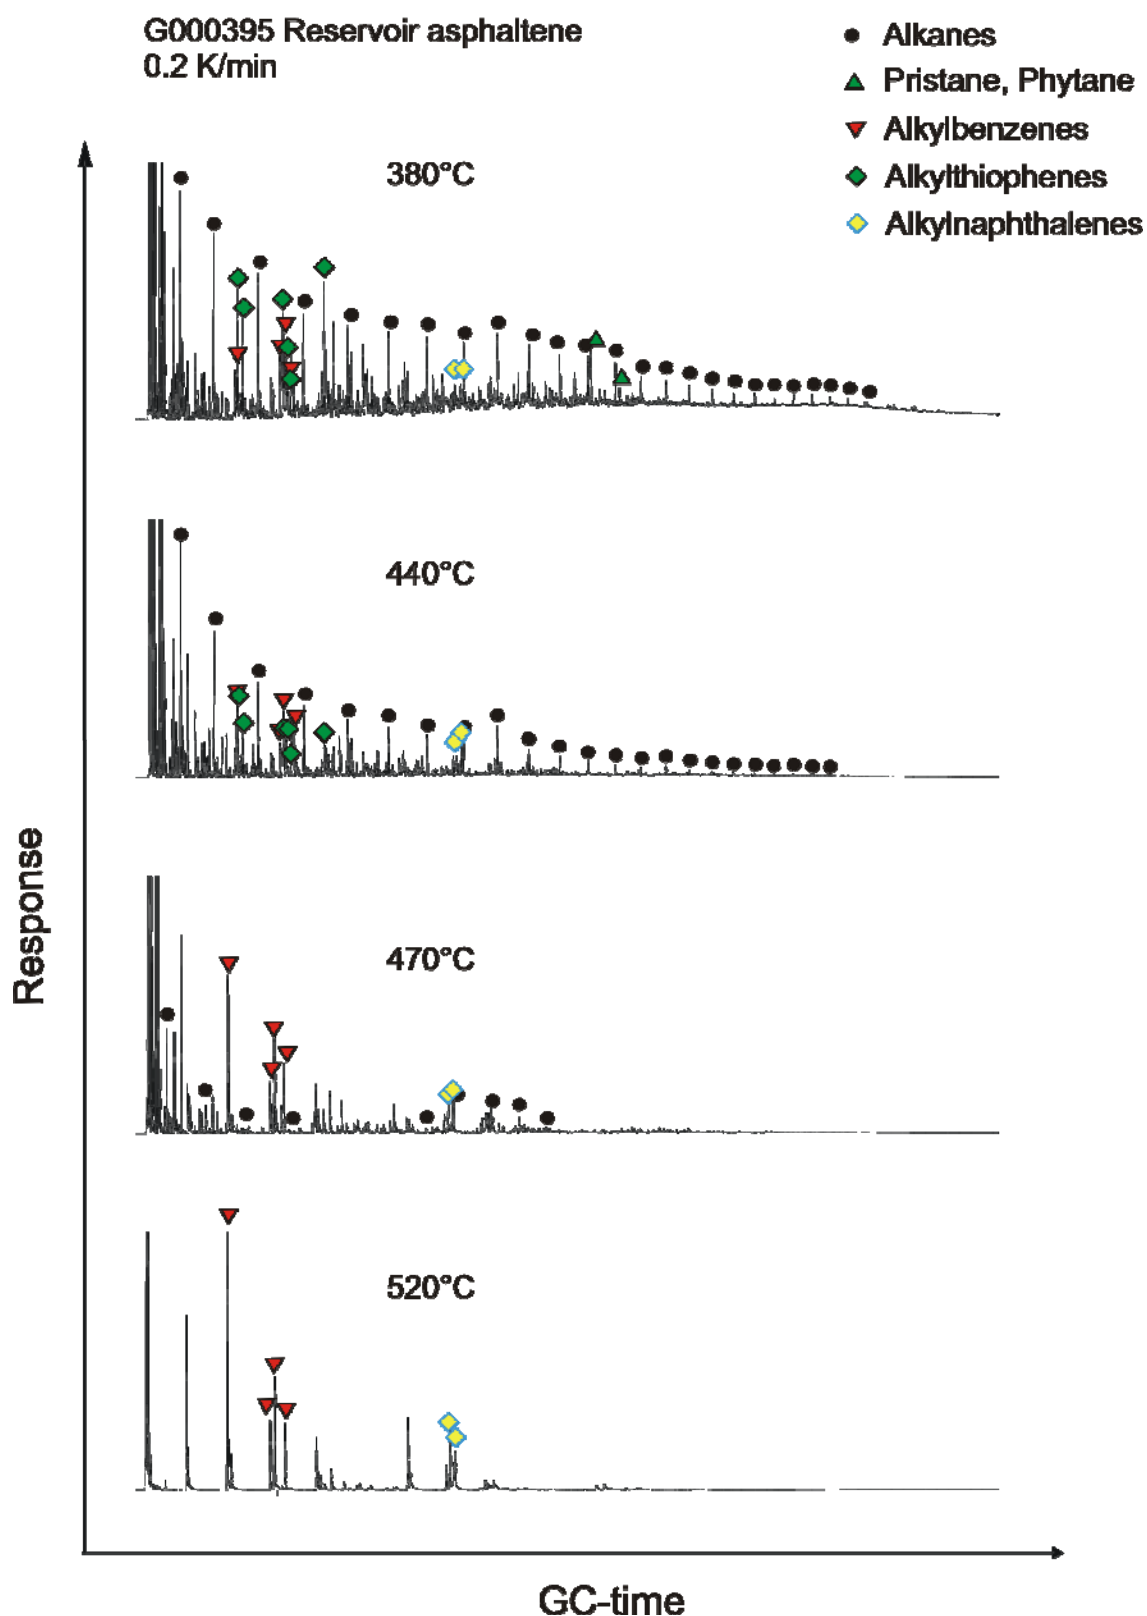 G000395 Reservoir asphaltene
0.2 K/min
Alkanes
Pristane, Phytane
Alkylbenzenes
Alkylthiophenes
Alkylnaphthalenes
380°C
440°C
470°C
520°C
Response
GC-time